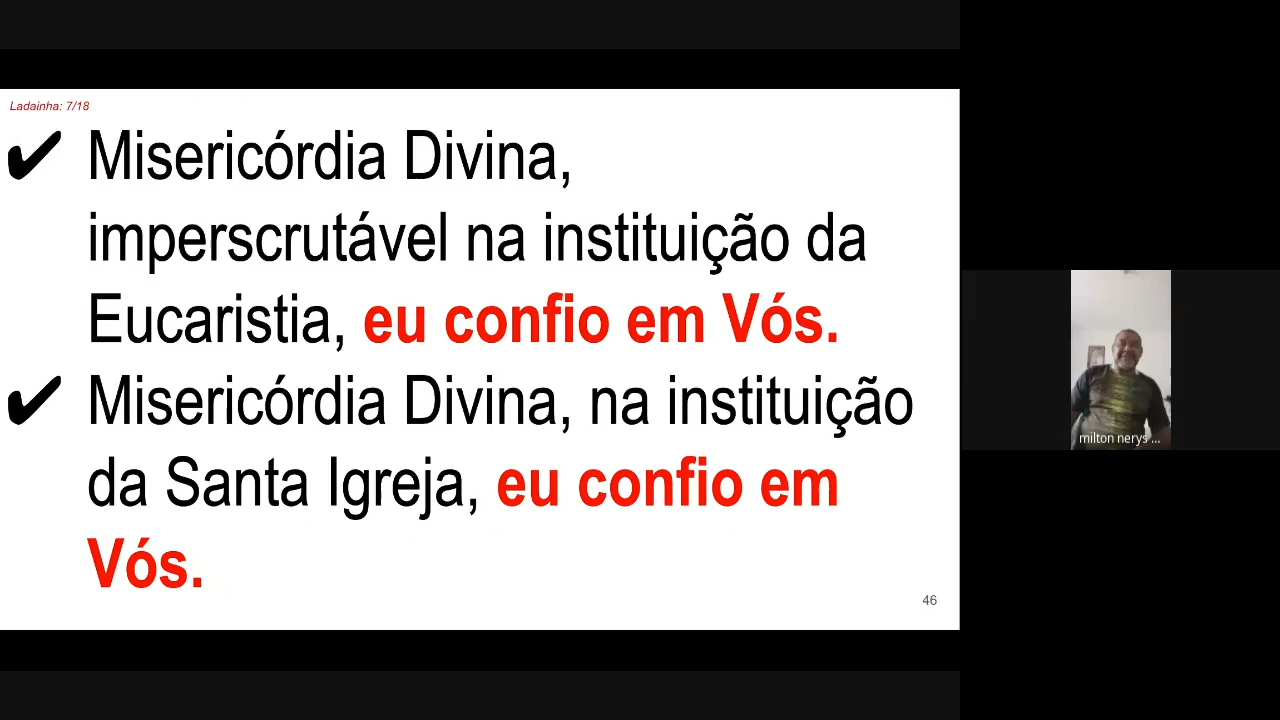 Ladainha: 7/18
✔ Misericórdia Divina,
imperscrutável na instituição da
Eucaristia, eu confio em Vós.
✔ Misericórdia Divina, na instituição
da Santa Igreja, eu confio em
Vós.
46
milton nerys ...